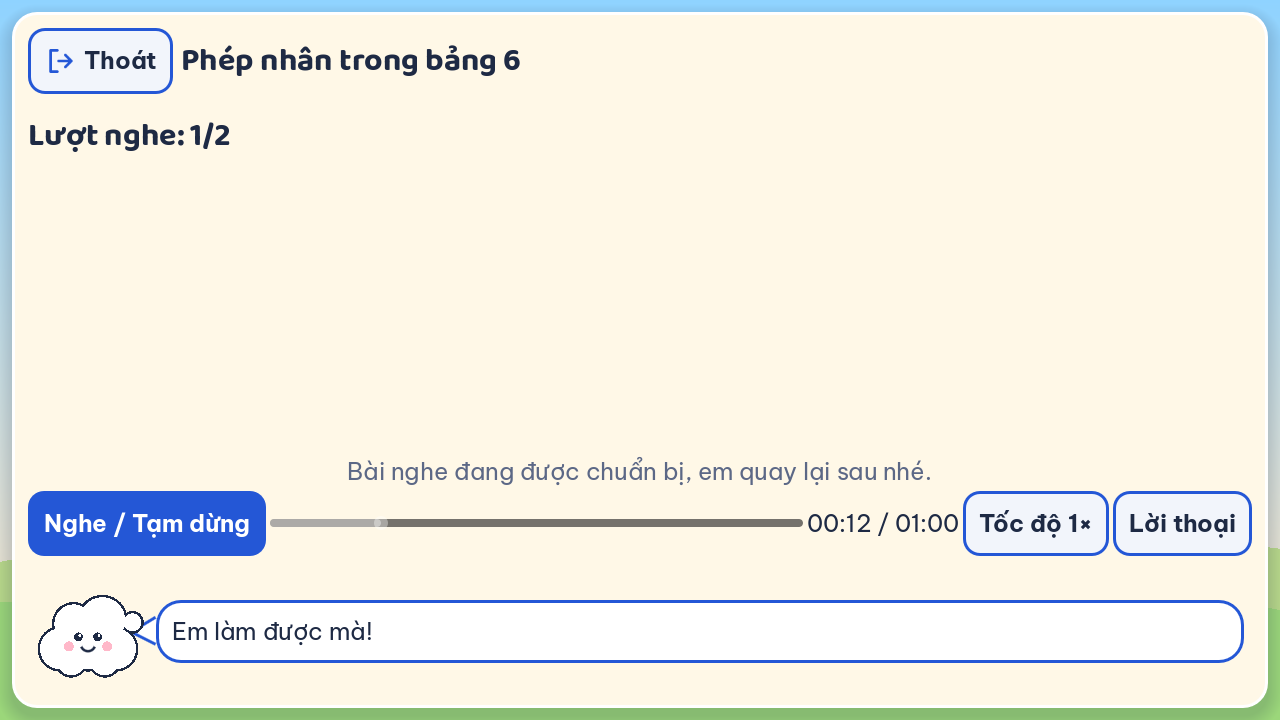 Thoát
Phép nhân trong bảng 6
Lượt nghe: 1/2
Bài nghe đang được chuẩn bị, em quay lại sau nhé.
Nghe / Tạm dừng
00:12 / 01:00
Tốc độ 1×
Lời thoại
Em làm được mà!